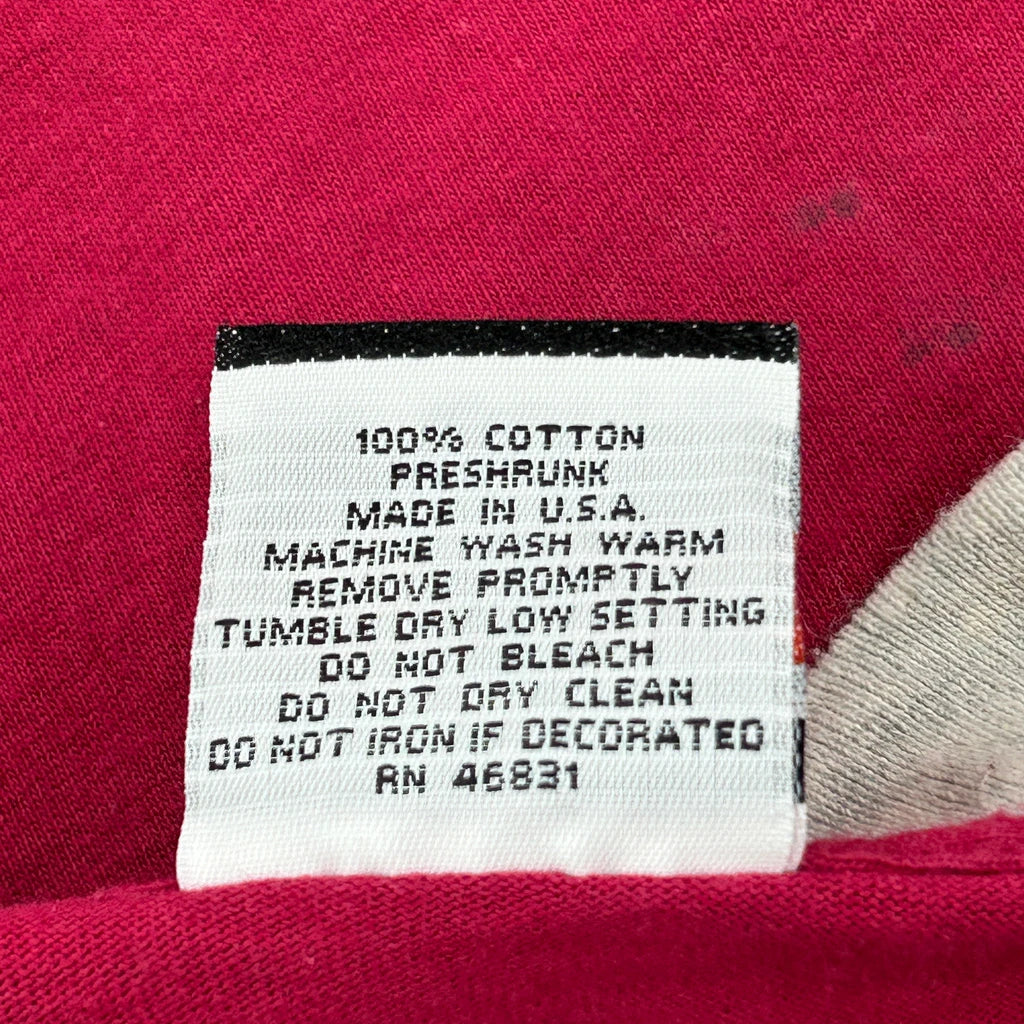 100% COTTON
PRESHRUNK
MADE IN U.S.A.
MACHINE WASH WARM
REMOVE PROMPTLY
TUMBLE DRY LOW SETTING
DO NOT BLEACH
DO NOT DRY CLEAN
DO NOT IRON IF DECORATED
RN 46831